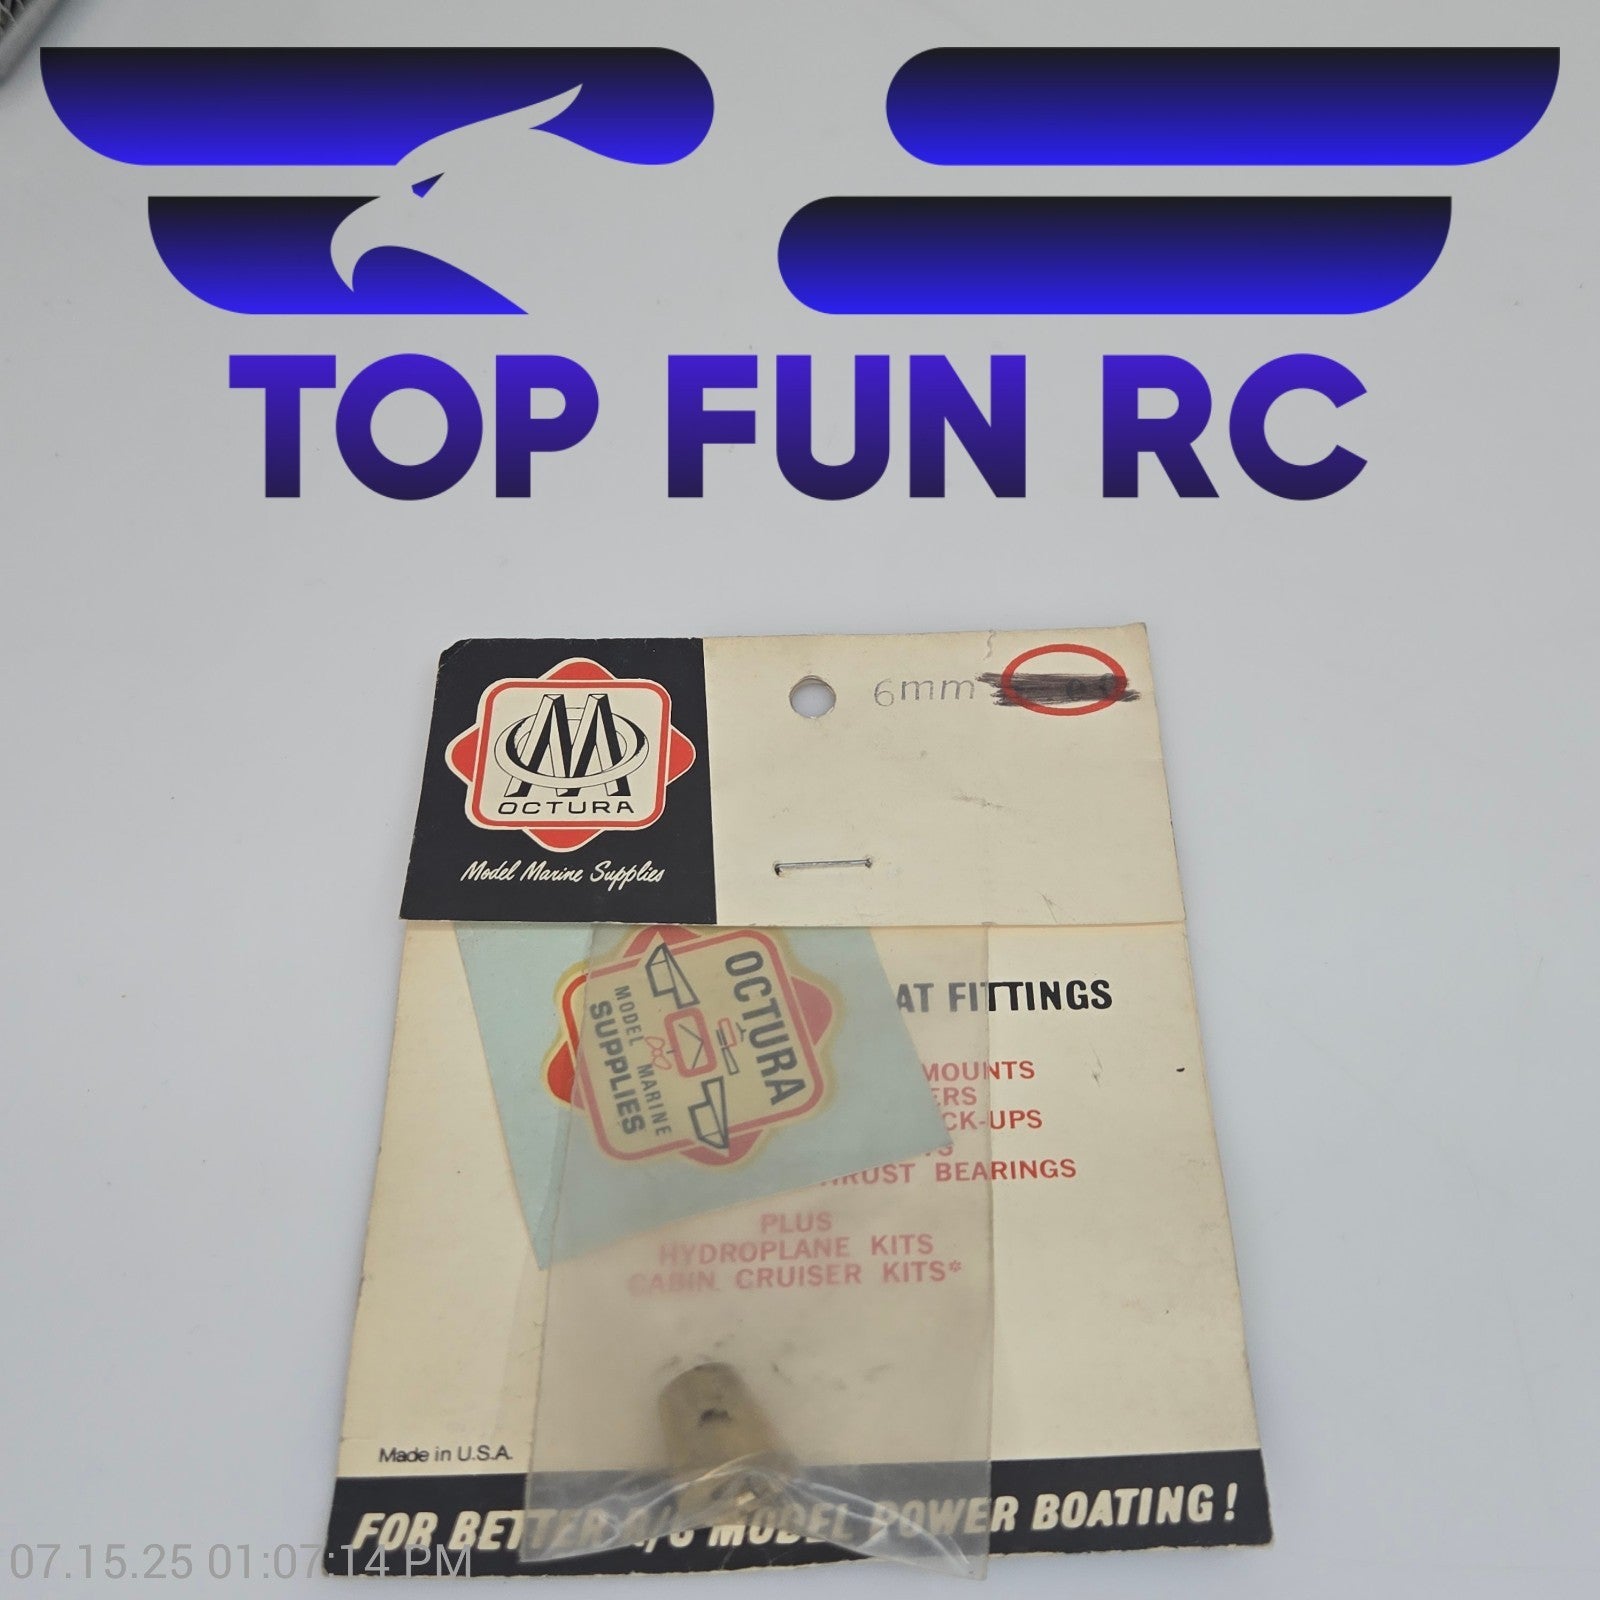 TOP FUN RC
6mm
OCTURA
Model Marine Supplies
OCTURA
MODEL MARINE
SUPPLIES
AT FITTINGS
MOUNTS
ERS
CK-UPS
TS
HRUST BEARINGS
PLUS
HYDROPLANE KITS
CABIN CRUISER KITS*
Made in U.S.A.
FOR BETTER R/C MODEL POWER BOATING!
07.15.25 01:07:14 PM